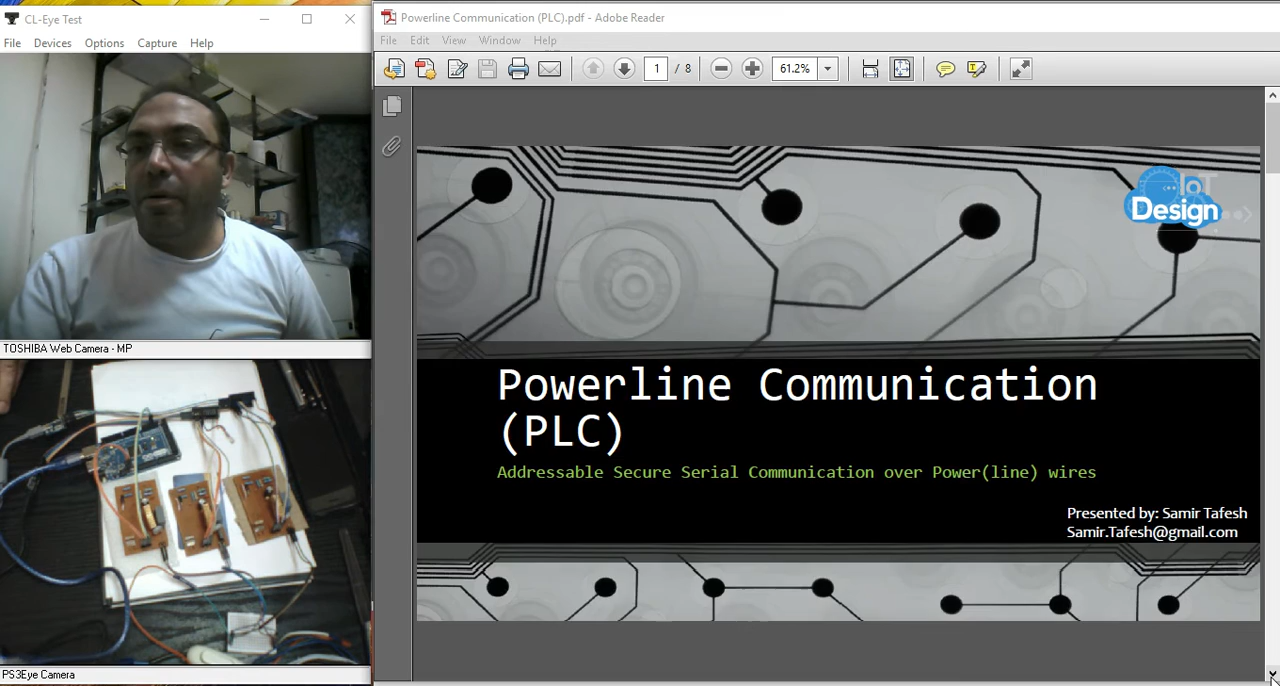 CL-Eye Test
File Devices Options Capture Help
TOSHIBA Web Camera - MP
PS3Eye Camera
Powerline Communication (PLC).pdf - Adobe Reader
File Edit View Window Help
1 / 8 61.2%
IoT
Design
Powerline Communication
(PLC)
Addressable Secure Serial Communication over Power(line) wires
Presented by: Samir Tafesh
Samir.Tafesh@gmail.com